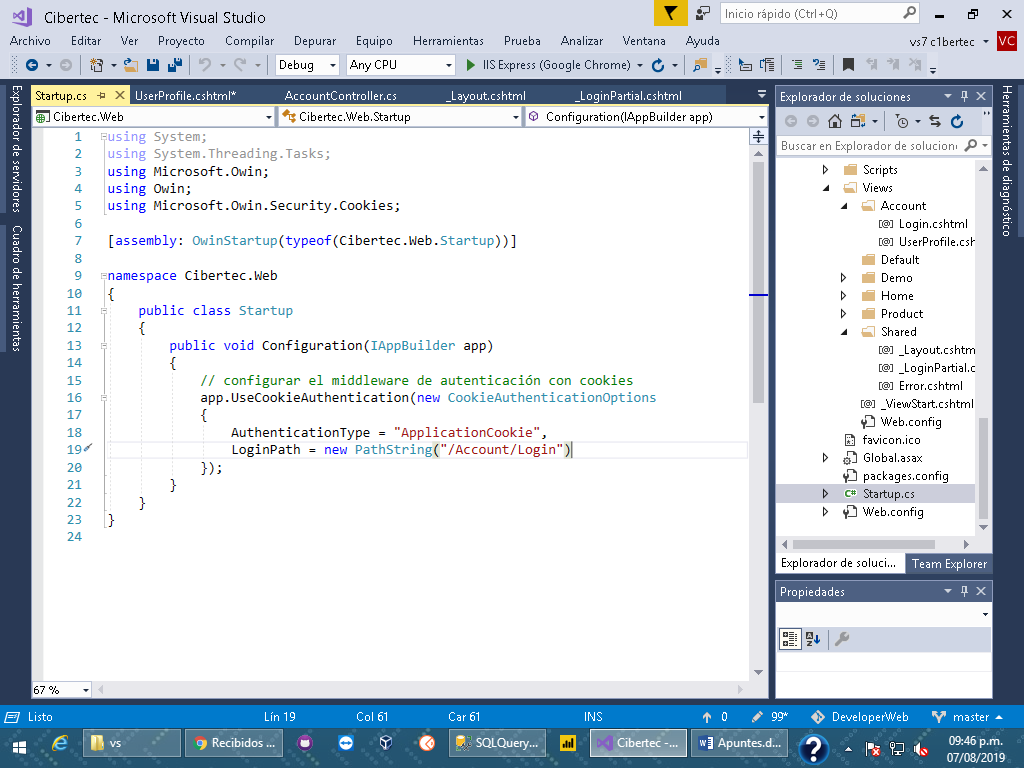 Cibertec - Microsoft Visual Studio
Inicio rápido (Ctrl+Q)
Archivo Editar Ver Proyecto Compilar Depurar Equipo Herramientas Prueba Analizar Ventana Ayuda
vs7 c1bertec VC
Debug Any CPU IIS Express (Google Chrome)
Explorador de servidores
Cuadro de herramientas
Startup.cs UserProfile.cshtml* AccountController.cs _Layout.cshtml _LoginPartial.cshtml
Cibertec.Web Cibertec.Web.Startup Configuration(IAppBuilder app)
1 using System;
2 using System.Threading.Tasks;
3 using Microsoft.Owin;
4 using Owin;
5 using Microsoft.Owin.Security.Cookies;
6
7 [assembly: OwinStartup(typeof(Cibertec.Web.Startup))]
8
9 namespace Cibertec.Web
10 {
11 public class Startup
12 {
13 public void Configuration(IAppBuilder app)
14 {
15 // configurar el middleware de autenticación con cookies
16 app.UseCookieAuthentication(new CookieAuthenticationOptions
17 {
18 AuthenticationType = "ApplicationCookie",
19 LoginPath = new PathString("/Account/Login")
20 });
21 }
22 }
23 }
24
67 %
Explorador de soluciones
Buscar en Explorador de solucion
Scripts
Views
Account
Login.cshtml
UserProfile.csh
Default
Demo
Home
Product
Shared
_Layout.cshtm
_LoginPartial.c
Error.cshtml
_ViewStart.cshtml
Web.config
favicon.ico
Global.asax
packages.config
C# Startup.cs
Web.config
Explorador de soluci... Team Explorer
Propiedades
Herramientas de diagnóstico
Listo Lín 19 Col 61 Car 61 INS 0 99* DeveloperWeb master
vs Recibidos ... SQLQuery... Cibertec -... Apuntes.d...
09:46 p.m.
07/08/2019